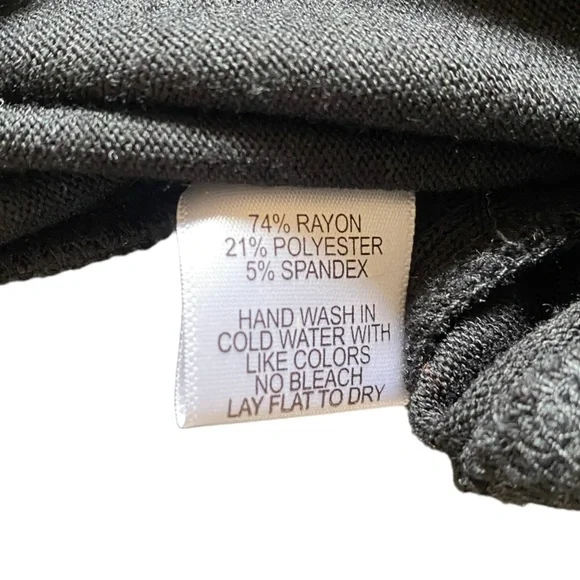 74% RAYON
21% POLYESTER
5% SPANDEX
HAND WASH IN
COLD WATER WITH
LIKE COLORS
NO BLEACH
LAY FLAT TO DRY